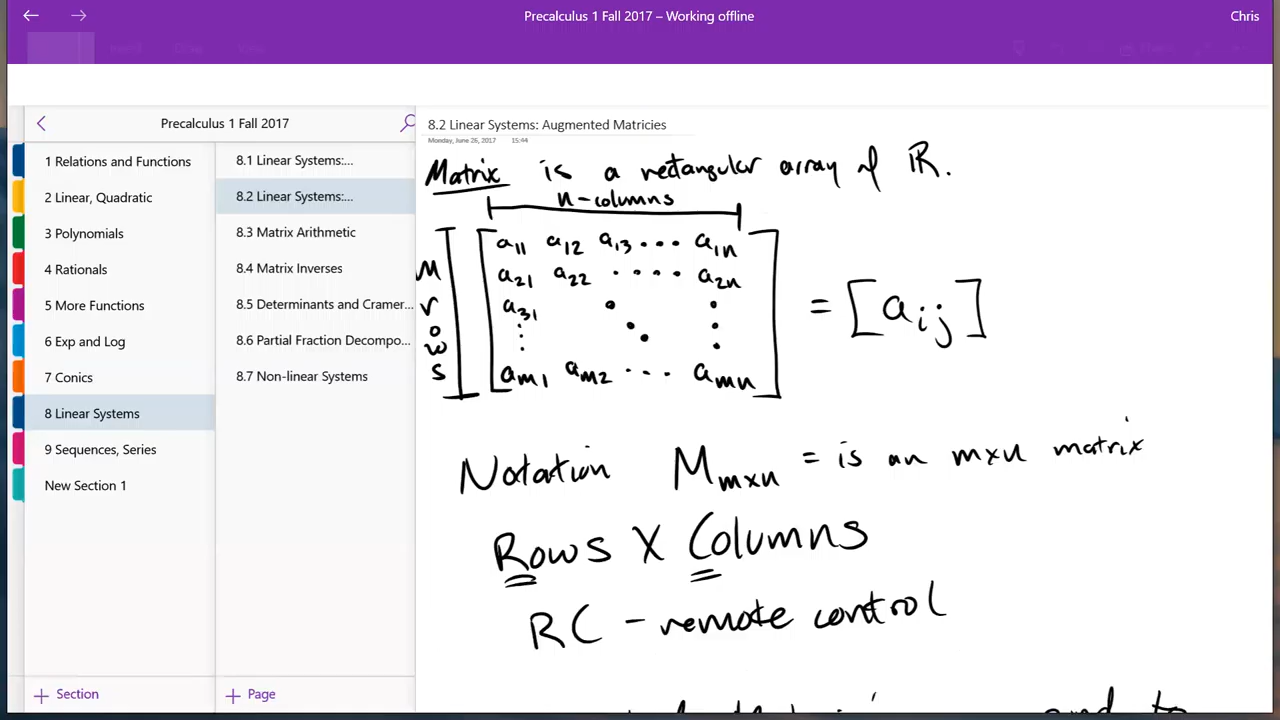 Precalculus 1 Fall 2017 – Working offline
Chris
Precalculus 1 Fall 2017
1 Relations and Functions
2 Linear, Quadratic
3 Polynomials
4 Rationals
5 More Functions
6 Exp and Log
7 Conics
8 Linear Systems
9 Sequences, Series
New Section 1
+ Section
8.1 Linear Systems:...
8.2 Linear Systems:...
8.3 Matrix Arithmetic
8.4 Matrix Inverses
8.5 Determinants and Cramer...
8.6 Partial Fraction Decompo...
8.7 Non-linear Systems
+ Page
8.2 Linear Systems: Augmented Matricies
Monday, June 26, 2017 15:44
Matrix is a rectangular array of ℝ.
n-columns
M rows
[ a11 a12 a13 ... a1n
a21 a22 .... a2n
a31 . .
⋮ ⋱ ⋮
am1 am2 ... amn ] = [aij]
Notation Mm×n = is an m×n matrix
Rows X Columns
RC – remote control